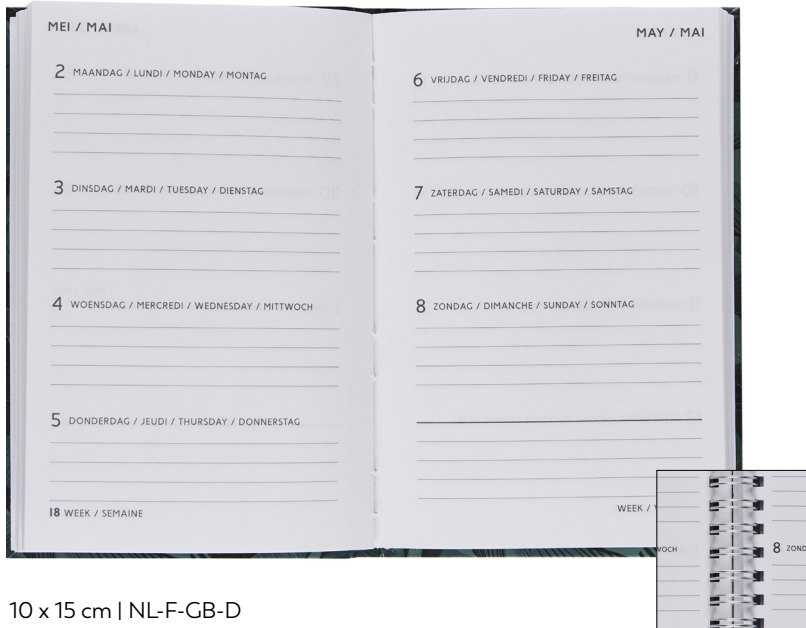 MEI / MAI
2 MAANDAG / LUNDI / MONDAY / MONTAG
3 DINSDAG / MARDI / TUESDAY / DIENSTAG
4 WOENSDAG / MERCREDI / WEDNESDAY / MITTWOCH
5 DONDERDAG / JEUDI / THURSDAY / DONNERSTAG
18 WEEK / SEMAINE
MAY / MAI
6 VRIJDAG / VENDREDI / FRIDAY / FREITAG
7 ZATERDAG / SAMEDI / SATURDAY / SAMSTAG
8 ZONDAG / DIMANCHE / SUNDAY / SONNTAG
WEEK /
WOCH
8 ZOND
10 x 15 cm | NL-F-GB-D